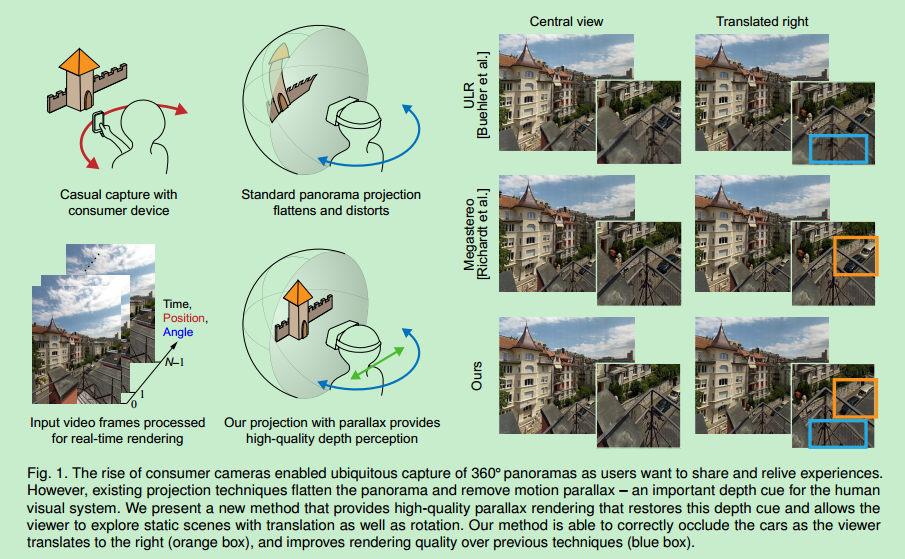 Casual capture with
consumer device
Standard panorama projection
flattens and distorts
Time,
Position,
Angle
N–1
1
0
Input video frames processed
for real-time rendering
Our projection with parallax provides
high-quality depth perception
Central view
Translated right
ULR
[Buehler et al.]
Megastereo
[Richardt et al.]
Ours
Fig. 1. The rise of consumer cameras enabled ubiquitous capture of 360° panoramas as users want to share and relive experiences.
However, existing projection techniques flatten the panorama and remove motion parallax – an important depth cue for the human
visual system. We present a new method that provides high-quality parallax rendering that restores this depth cue and allows the
viewer to explore static scenes with translation as well as rotation. Our method is able to correctly occlude the cars as the viewer
translates to the right (orange box), and improves rendering quality over previous techniques (blue box).